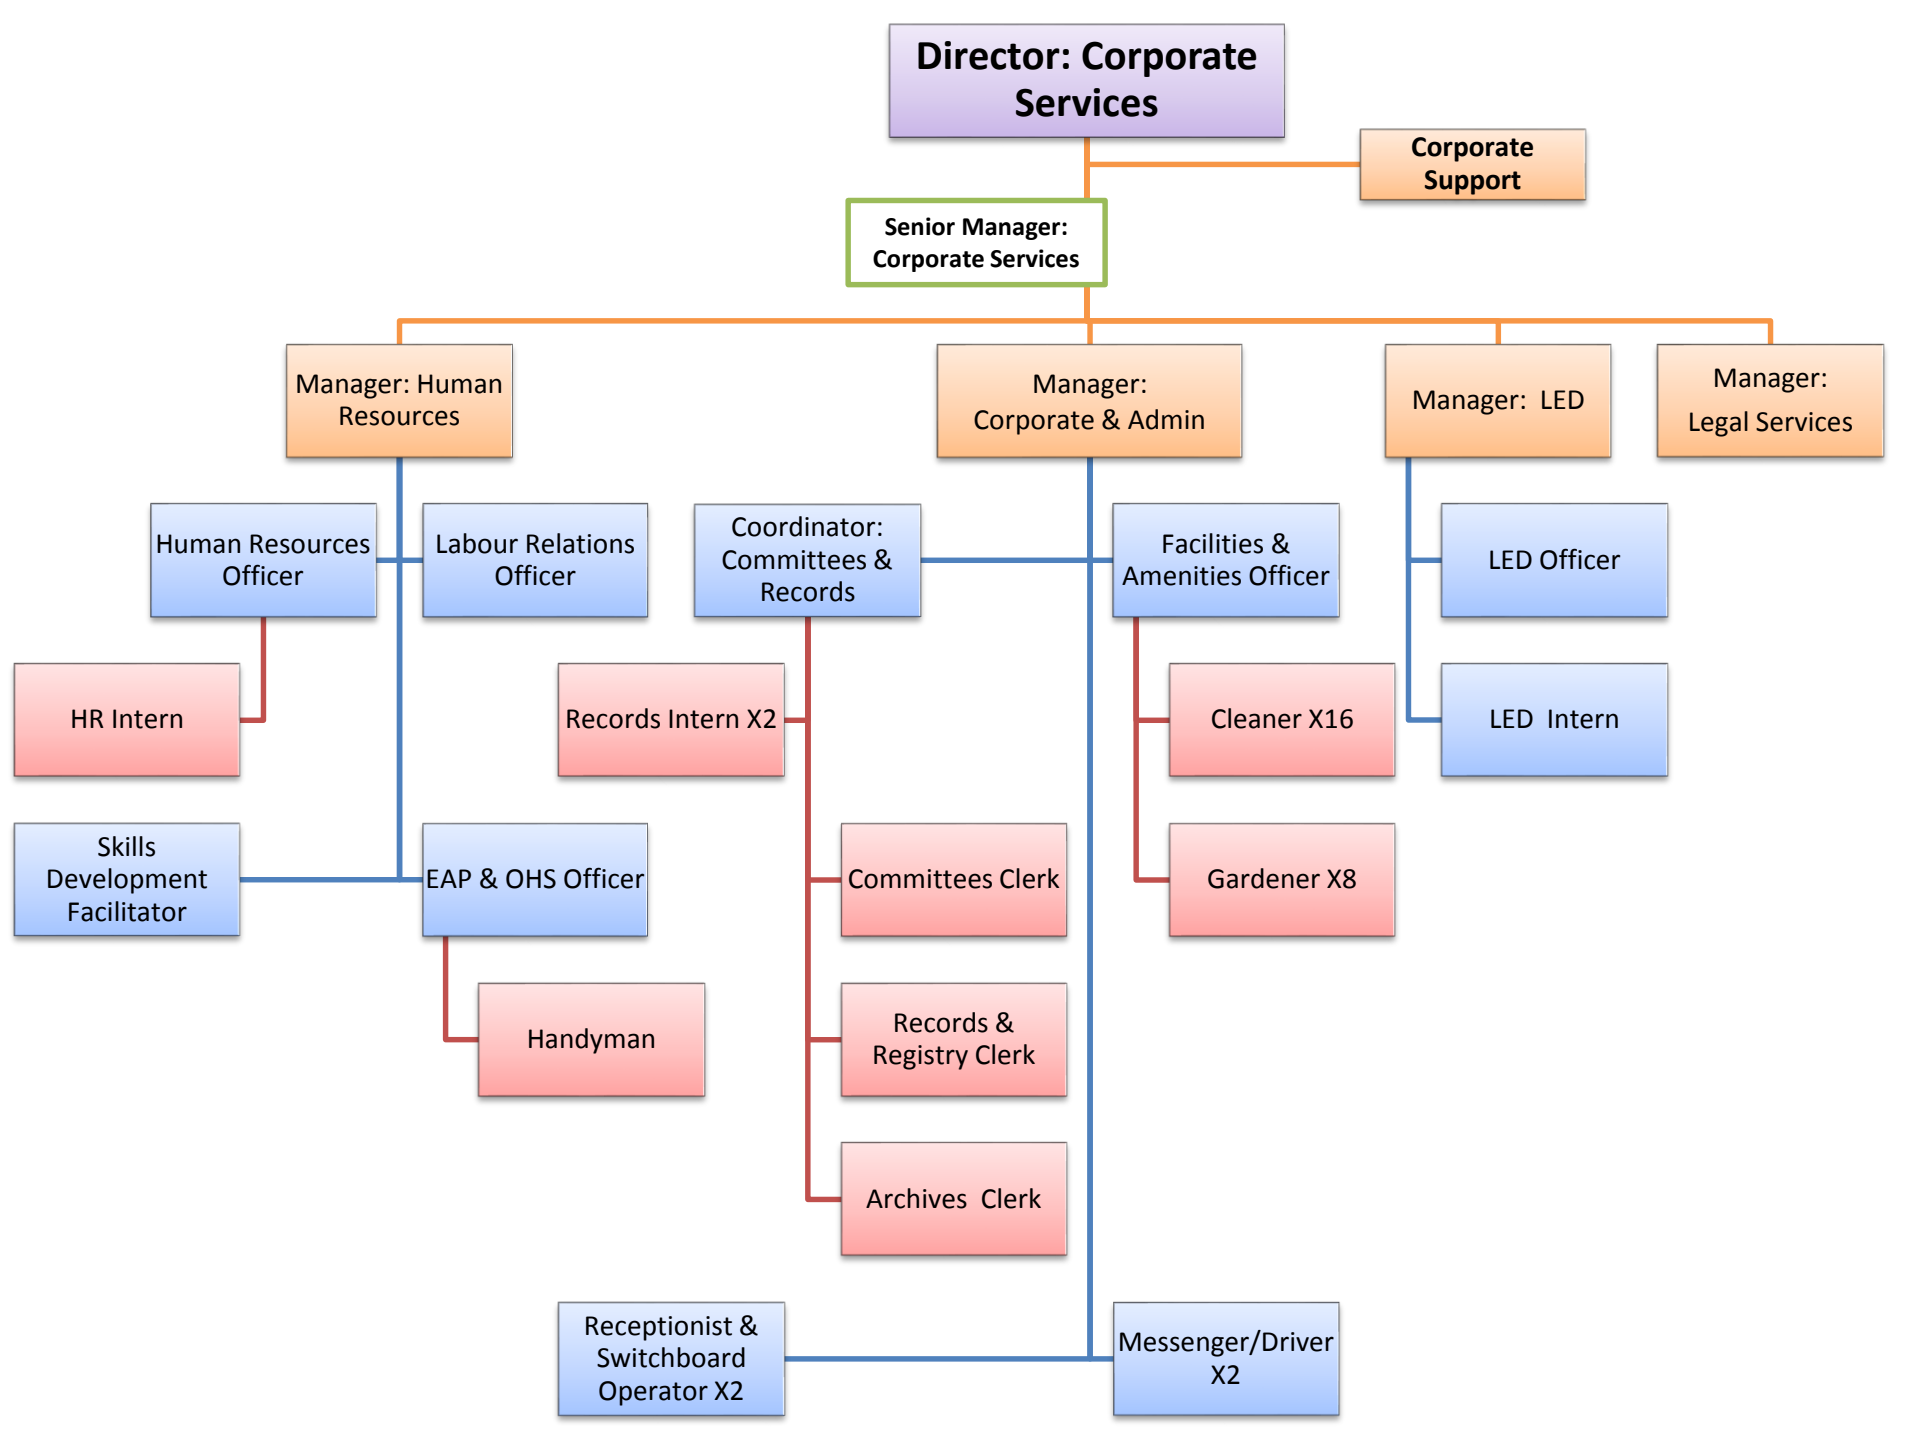 Director: Corporate
Services
Corporate
Support
Senior Manager:
Corporate Services
Manager: Human
Resources
Manager:
Corporate & Admin
Manager:  LED
Manager:
Legal Services
Human Resources
Officer
Labour Relations
Officer
Coordinator:
Committees &
Records
Facilities &
Amenities Officer
LED Officer
HR Intern
Records Intern X2
Cleaner X16
LED  Intern
Skills
Development
Facilitator
EAP & OHS Officer
Committees Clerk
Gardener X8
Handyman
Records &
Registry Clerk
Archives  Clerk
Receptionist &
Switchboard
Operator X2
Messenger/Driver
X2